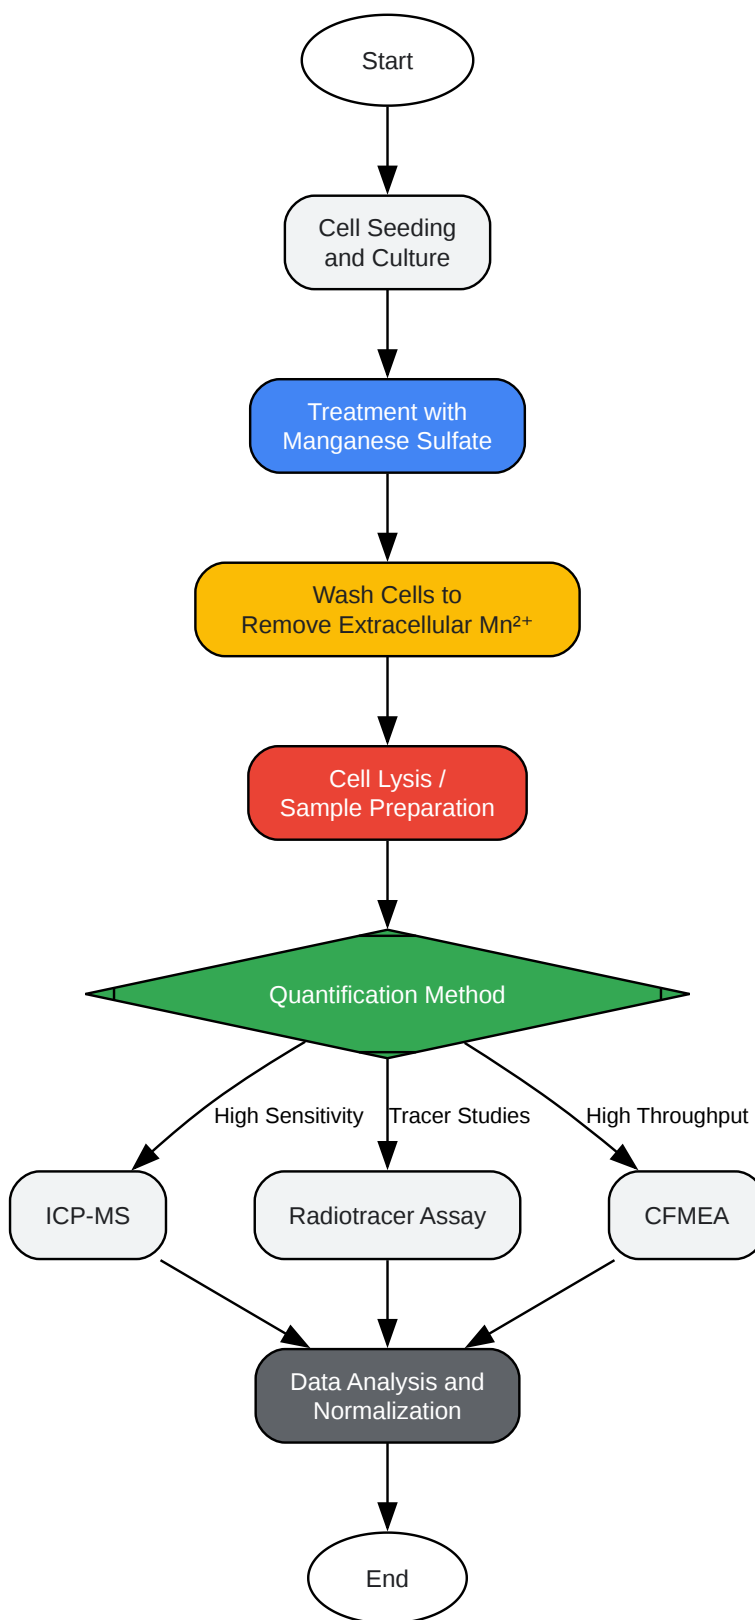 Start
Cell Seeding
and Culture
Treatment with
Manganese Sulfate
Wash Cells to
Remove Extracellular Mn²⁺
Cell Lysis /
Sample Preparation
Quantification Method
High Sensitivity
Tracer Studies
High Throughput
ICP-MS
Radiotracer Assay
CFMEA
Data Analysis and
Normalization
End